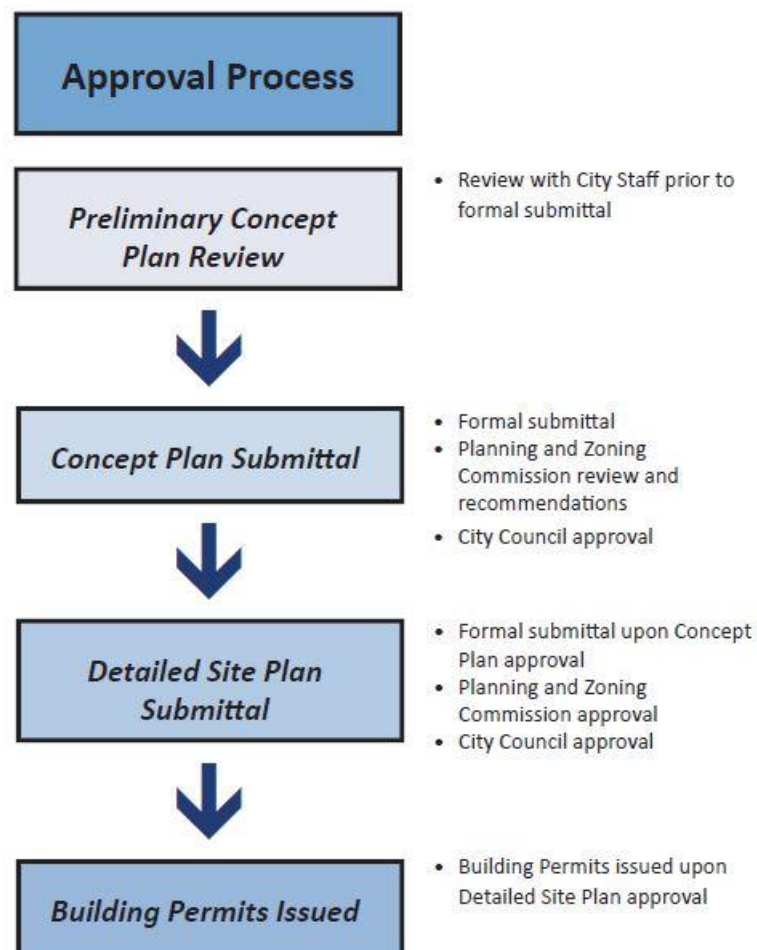 Approval Process
Preliminary Concept
Plan Review
• Review with City Staff prior to
formal submittal
Concept Plan Submittal
• Formal submittal
• Planning and Zoning
Commission review and
recommendations
• City Council approval
Detailed Site Plan
Submittal
• Formal submittal upon Concept
Plan approval
• Planning and Zoning
Commission approval
• City Council approval
Building Permits Issued
• Building Permits issued upon
Detailed Site Plan approval